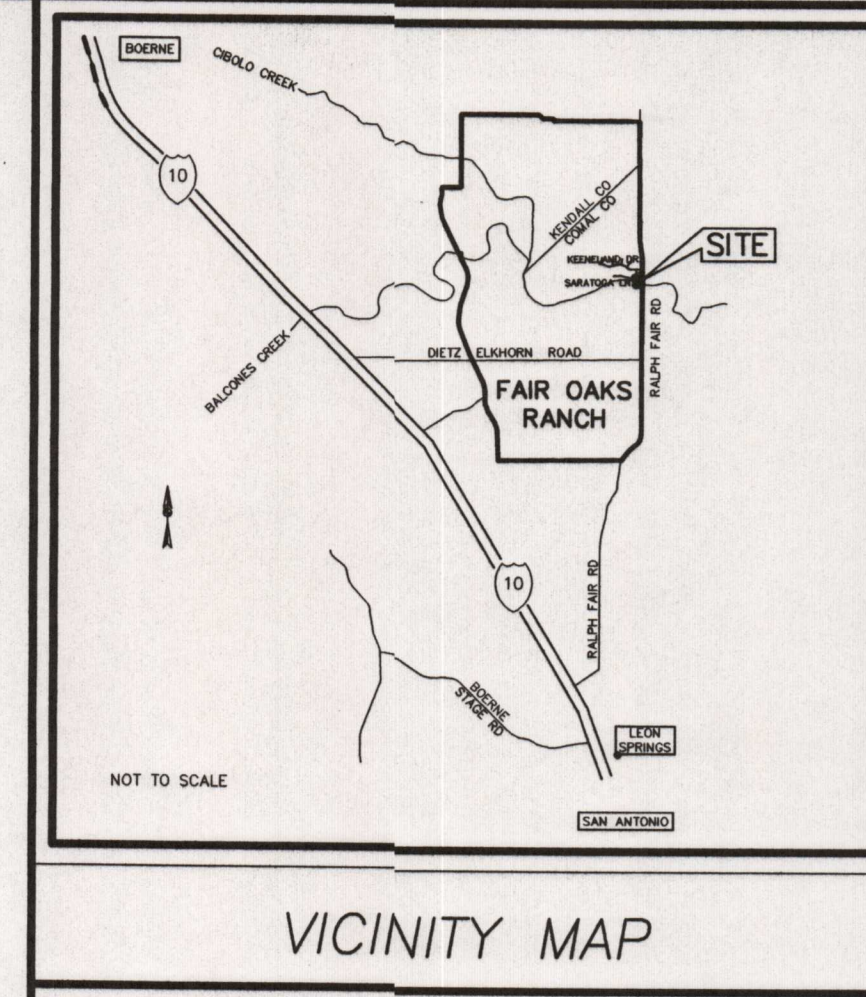 BOERNE
CIBOLO CREEK
10
KENDALL CO
COMAL CO
SITE
KEENELAND DR
SARATOGA LN
RALPH FAIR RD
BALCONES CREEK
DIETZ ELKHORN ROAD
FAIR OAKS
RANCH
10
RALPH FAIR RD
BOERNE
STAGE RD
LEON
SPRINGS
NOT TO SCALE
SAN ANTONIO
VICINITY MAP